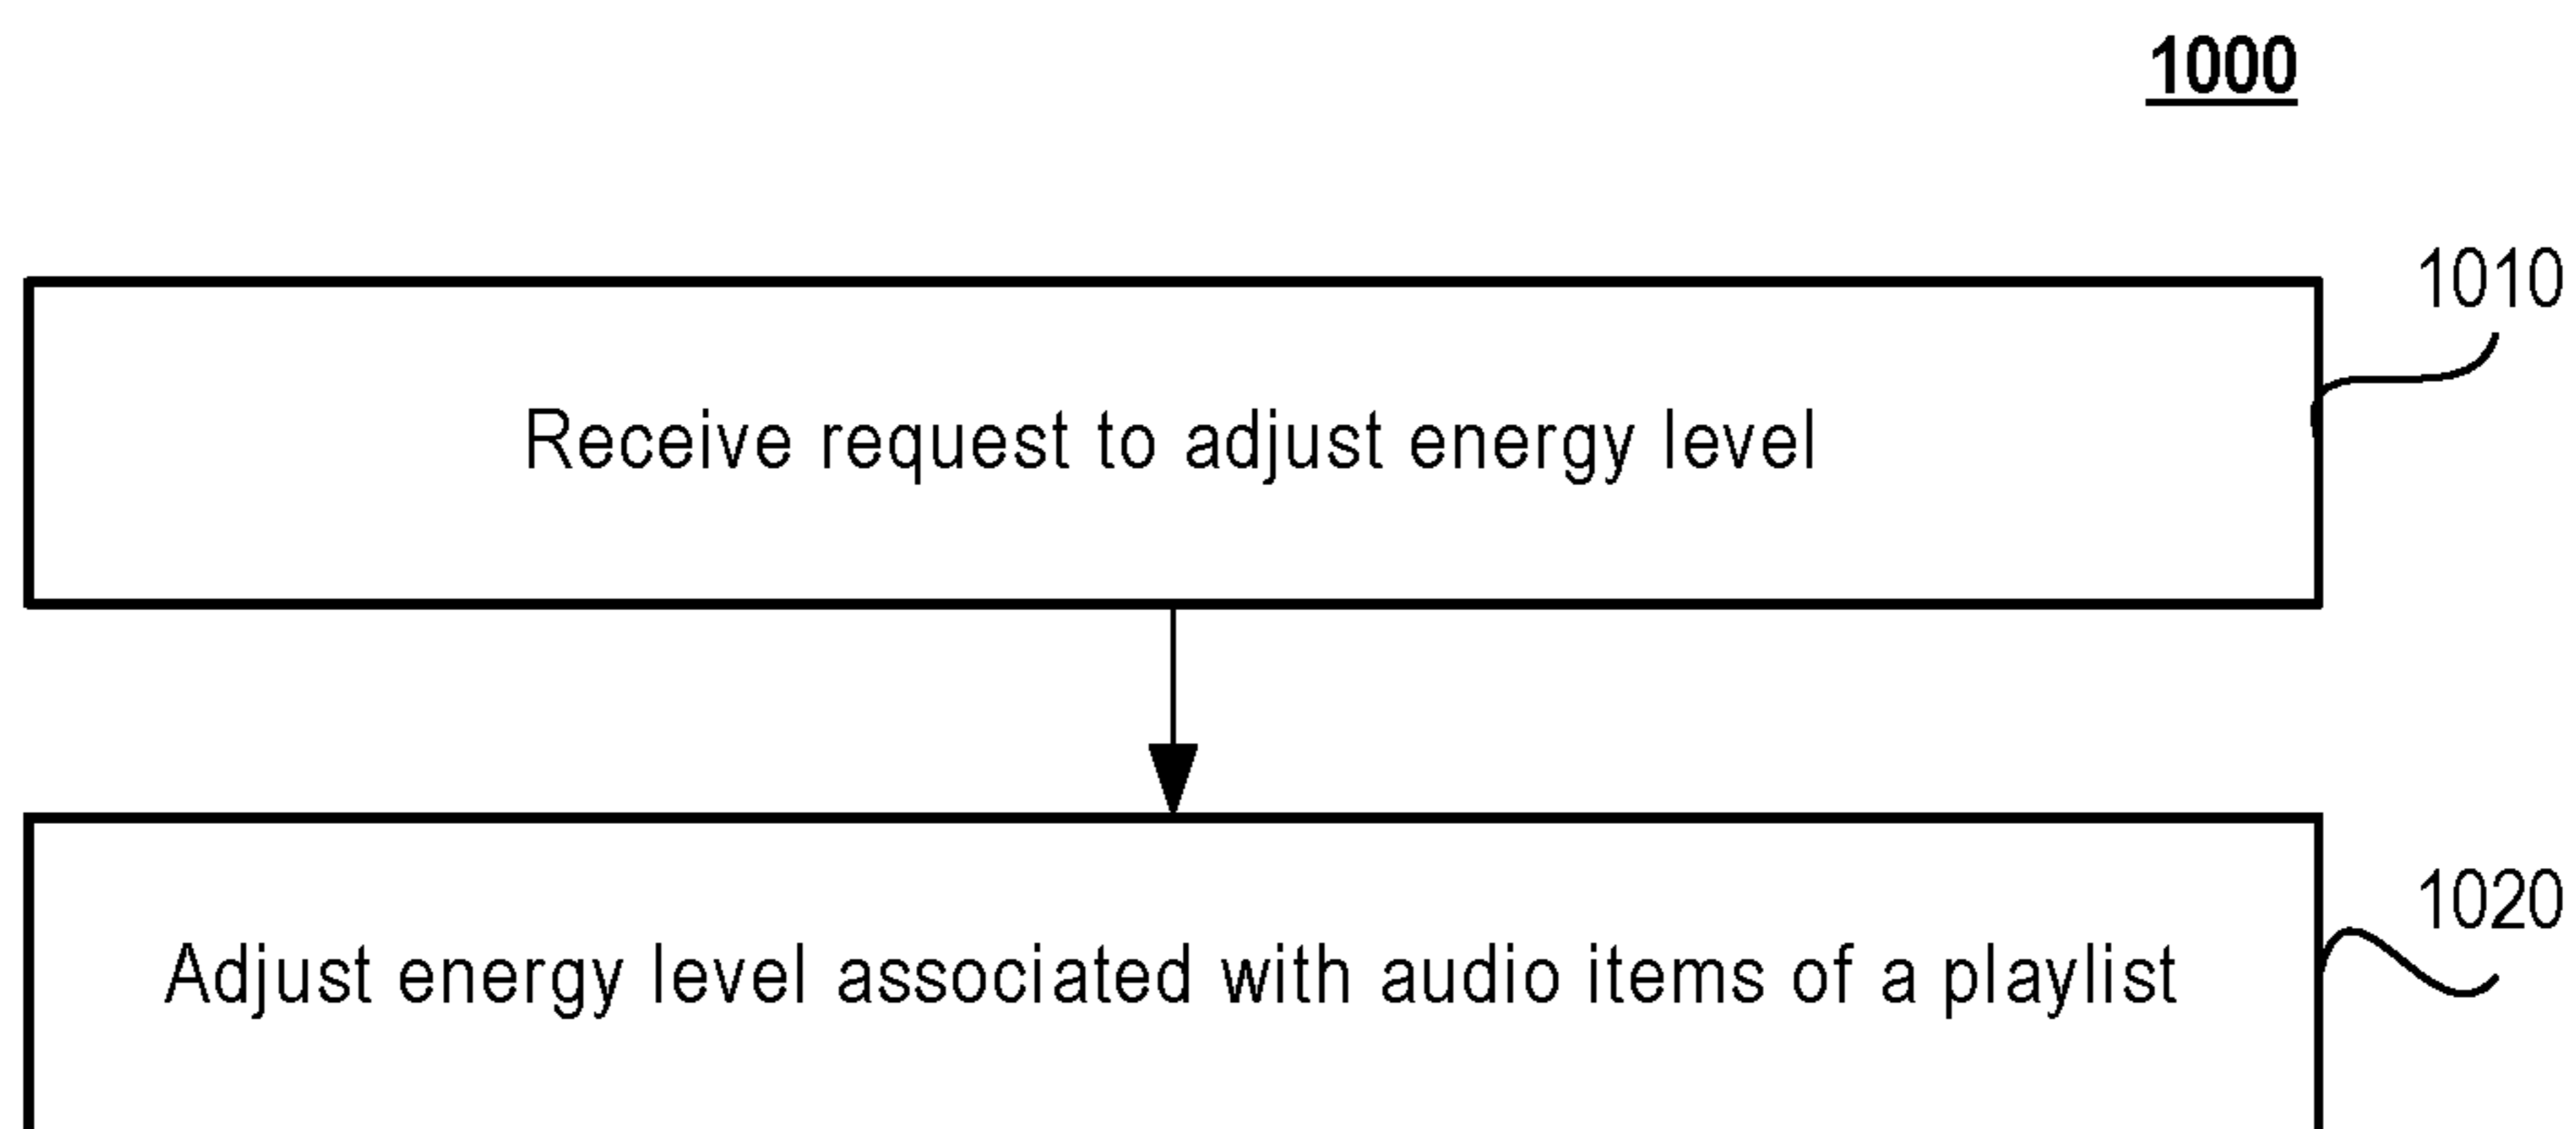 1000
1010
Receive request to adjust energy level
1020
Adjust energy level associated with audio items of a playlist